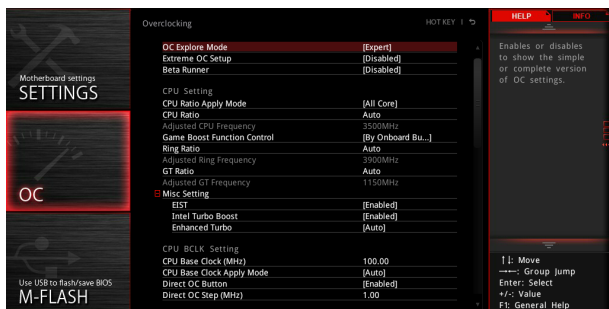 Overclocking
HOT KEY |
HELP
INFO
Motherboard settings
SETTINGS
OC
Use USB to flash/save BIOS
M-FLASH
OC Explore Mode [Expert]
Extreme OC Setup [Disabled]
Beta Runner [Disabled]
CPU Setting
CPU Ratio Apply Mode [All Core]
CPU Ratio Auto
Adjusted CPU Frequency 3500MHz
Game Boost Function Control [By Onboard Bu...]
Ring Ratio Auto
Adjusted Ring Frequency 3900MHz
GT Ratio Auto
Adjusted GT Frequency 1150MHz
Misc Setting
EIST [Enabled]
Intel Turbo Boost [Enabled]
Enhanced Turbo [Auto]
CPU BCLK Setting
CPU Base Clock (MHz) 100.00
CPU Base Clock Apply Mode [Auto]
Direct OC Button [Enabled]
Direct OC Step (MHz) 1.00
Enables or disables
to show the simple
or complete version
of OC settings.
↑↓: Move
→←: Group Jump
Enter: Select
+/-: Value
F1: General Help